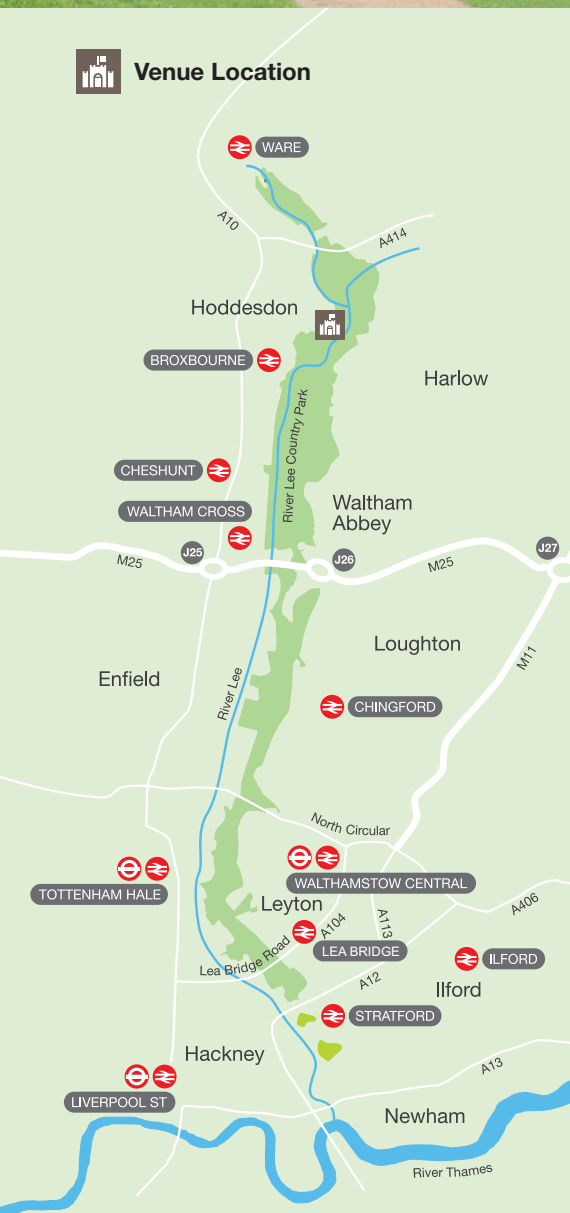 Venue Location
WARE
A10
A414
Hoddesdon
BROXBOURNE
Harlow
River Lee Country Park
CHESHUNT
WALTHAM CROSS
Waltham
Abbey
J25
J26
J27
M25
M25
M11
Loughton
Enfield
River Lee
CHINGFORD
North Circular
WALTHAMSTOW CENTRAL
TOTTENHAM HALE
Leyton
A104
A113
A406
LEA BRIDGE
Lea Bridge Road
ILFORD
A12
Ilford
STRATFORD
Hackney
A13
LIVERPOOL ST
Newham
River Thames